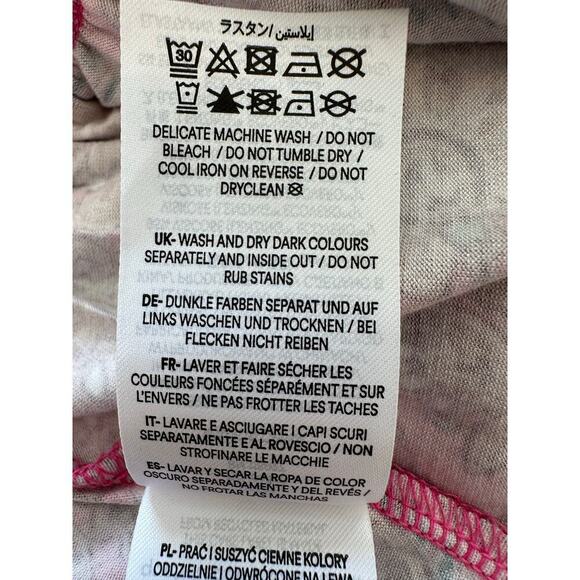 ラスタン / إيلاستين
30
DELICATE MACHINE WASH / DO NOT
BLEACH / DO NOT TUMBLE DRY /
COOL IRON ON REVERSE / DO NOT
DRYCLEAN
UK- WASH AND DRY DARK COLOURS
SEPARATELY AND INSIDE OUT / DO NOT
RUB STAINS
DE- DUNKLE FARBEN SEPARAT UND AUF
LINKS WASCHEN UND TROCKNEN / BEI
FLECKEN NICHT REIBEN
FR- LAVER ET FAIRE SÉCHER LES
COULEURS FONCÉES SÉPARÉMENT ET SUR
L'ENVERS / NE PAS FROTTER LES TACHES
IT- LAVARE E ASCIUGARE I CAPI SCURI
SEPARATAMENTE E AL ROVESCIO / NON
STROFINARE LE MACCHIE
ES- LAVAR Y SECAR LA ROPA DE COLOR
OSCURO SEPARADAMENTE Y DEL REVÉS /
NO FROTAR LAS MANCHAS
PL- PRAĆ I SUSZYĆ CIEMNE KOLORY
ODDZIELNIE I ODWRÓCONE NA LEWĄ